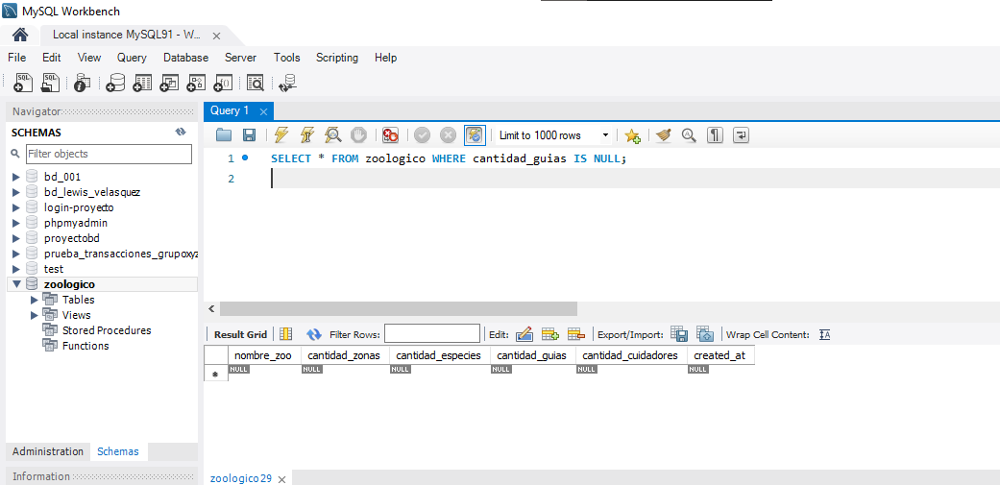 MySQL Workbench
Local instance MySQL91 - W...
File Edit View Query Database Server Tools Scripting Help
Navigator
SCHEMAS
Filter objects
bd_001
bd_lewis_velasquez
login-proyecto
phpmyadmin
proyectobd
prueba_transacciones_grupoxyz
test
zoologico
Tables
Views
Stored Procedures
Functions
Administration Schemas
Information
Query 1
Limit to 1000 rows
1 SELECT * FROM zoologico WHERE cantidad_guias IS NULL;
2
Result Grid Filter Rows: Edit: Export/Import: Wrap Cell Content:
nombre_zoo cantidad_zonas cantidad_especies cantidad_guias cantidad_cuidadores created_at
* NULL NULL NULL NULL NULL NULL
zoologico29